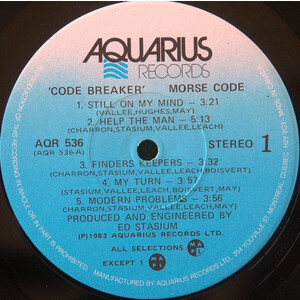 AQUARIUS
RECORDS
'CODE BREAKER' MORSE CODE
1. STILL ON MY MIND – 3:21
(VALLEE, HUGHES, MAY)
2. HELP THE MAN – 5:13
(CHARRON, STASIUM, VALLEE, LEACH)
AQR 536
(AQR 536-A)
STEREO 1
3. FINDERS KEEPERS – 3:32
(CHARRON, STASIUM, VALLEE, LEACH, BOISVERT)
4. MY TURN – 3:57
(STASIUM, VALLEE, LEACH, BOISVERT, MAY)
5. MODERN PROBLEMS – 3:56
(CHARRON, STASIUM, VALLEE, LEACH, MAY)
PRODUCED AND ENGINEERED BY
ED STASIUM
℗1983 AQUARIUS RECORDS LTD.
ALL SELECTIONS
EXCEPT 1